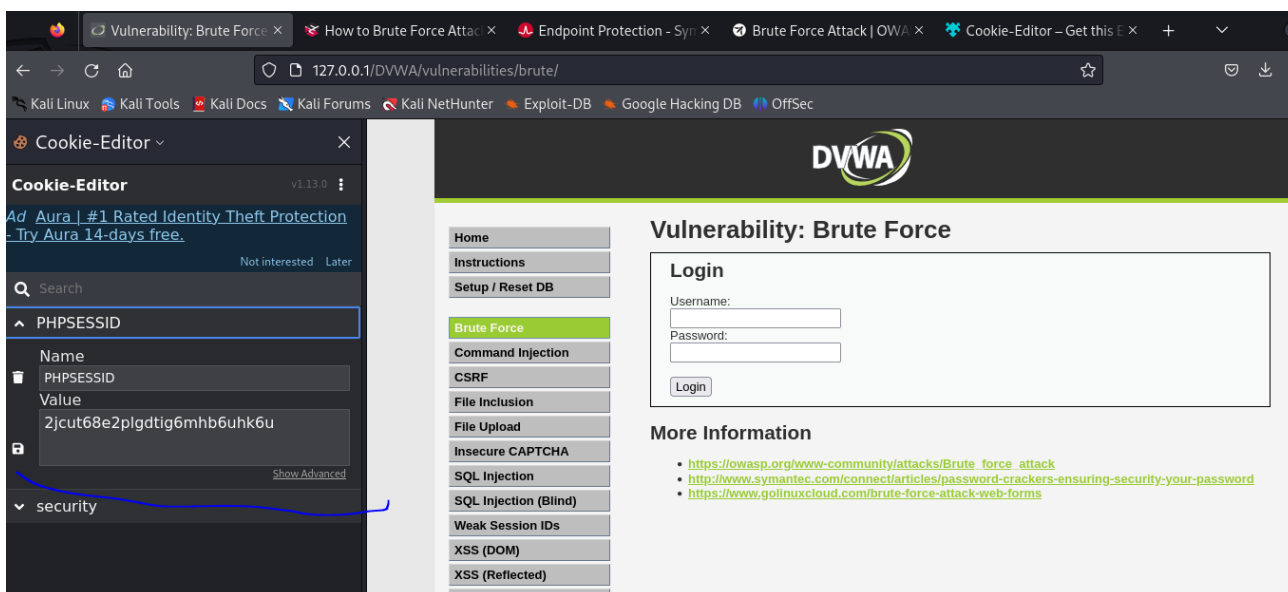 Vulnerability: Brute Force
How to Brute Force Attac
Endpoint Protection - Sym
Brute Force Attack | OWA
Cookie-Editor – Get this E
127.0.0.1/DVWA/vulnerabilities/brute/
Kali Linux Kali Tools Kali Docs Kali Forums Kali NetHunter Exploit-DB Google Hacking DB OffSec
Cookie-Editor
Cookie-Editor v1.13.0
Ad Aura | #1 Rated Identity Theft Protection
- Try Aura 14-days free.
Not interested Later
Search
PHPSESSID
Name
PHPSESSID
Value
2jcut68e2plgdtig6mhb6uhk6u
Show Advanced
security
DVWA
Home
Instructions
Setup / Reset DB
Brute Force
Command Injection
CSRF
File Inclusion
File Upload
Insecure CAPTCHA
SQL Injection
SQL Injection (Blind)
Weak Session IDs
XSS (DOM)
XSS (Reflected)
Vulnerability: Brute Force
Login
Username:
Password:
Login
More Information
https://owasp.org/www-community/attacks/Brute_force_attack
http://www.symantec.com/connect/articles/password-crackers-ensuring-security-your-password
https://www.golinuxcloud.com/brute-force-attack-web-forms